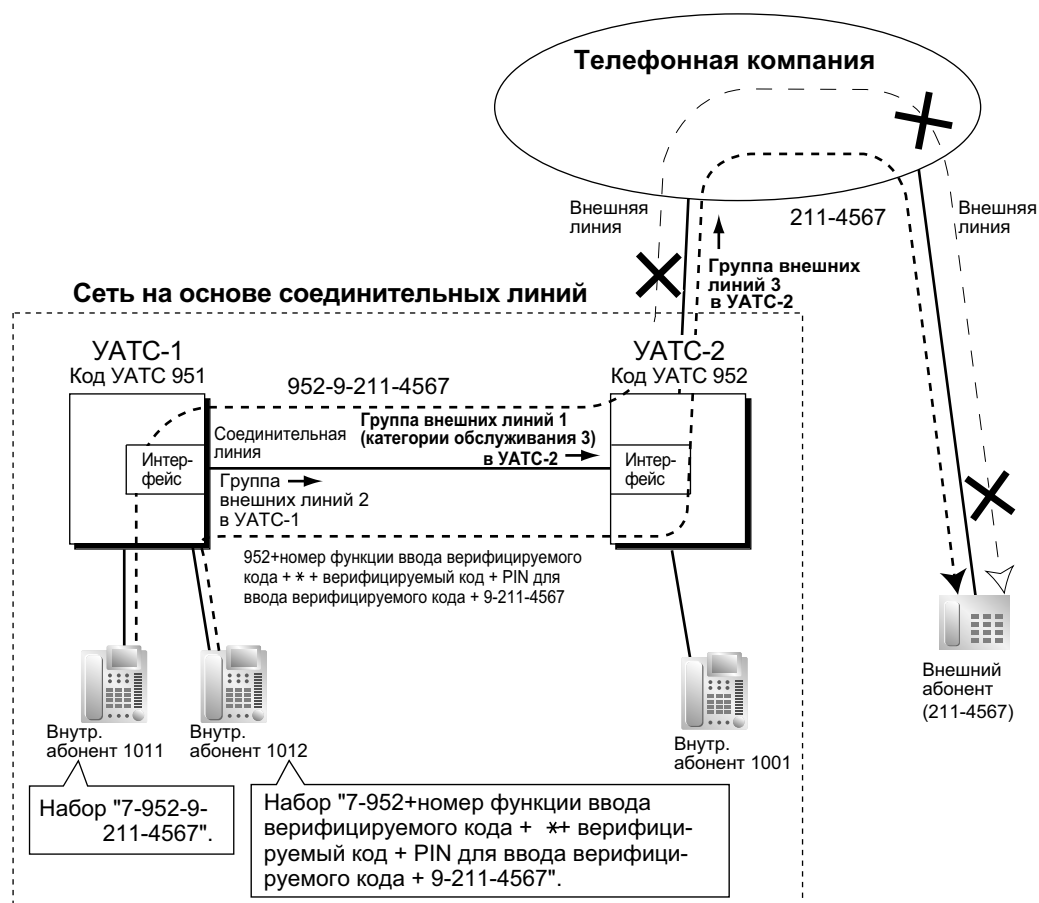 Телефонная компания
Внешняя
линия
211-4567
Внешняя
линия
Группа внешних
линий 3
в УАТС-2
Сеть на основе соединительных линий
УАТС-1
Код УАТС 951
УАТС-2
Код УАТС 952
952-9-211-4567
Соединительная
линия
Группа внешних линий 1
(категории обслуживания 3)
в УАТС-2
Интер-
фейс
Интер-
фейс
Группа
внешних линий 2
в УАТС-1
952+номер функции ввода верифицируемого
кода + * + верифицируемый код + PIN для
ввода верифицируемого кода + 9-211-4567
Внутр.
абонент 1011
Внутр.
абонент 1012
Внутр.
абонент 1001
Внешний
абонент
(211-4567)
Набор "7-952-9-
211-4567".
Набор "7-952+номер функции ввода
верифицируемого кода + *+ верифици-
руемый код + PIN для ввода верифици-
руемого кода + 9-211-4567".